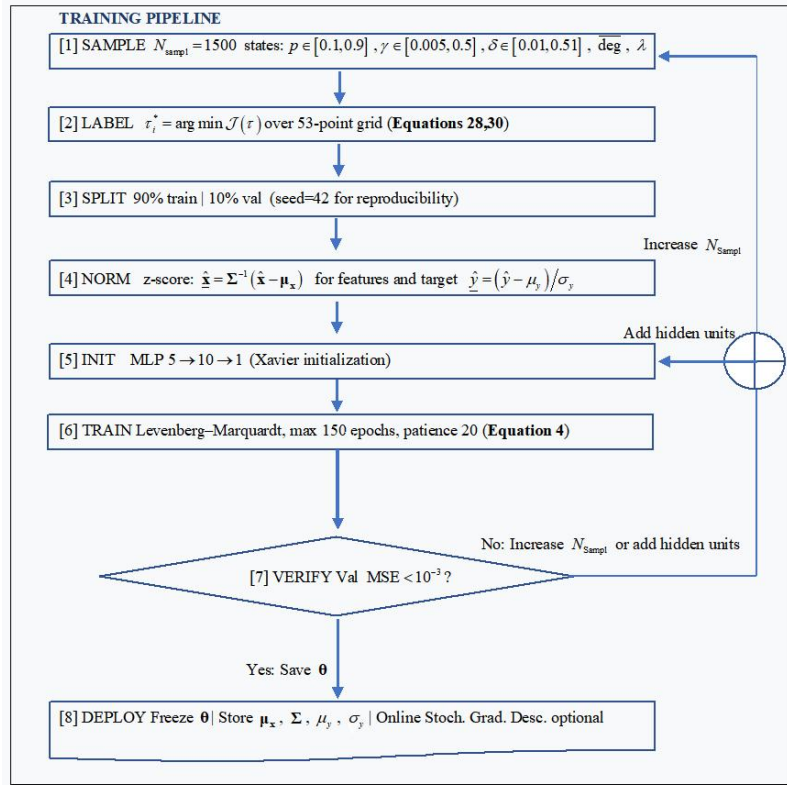 TRAINING PIPELINE
[1] SAMPLE N_sampl = 1500 states: p ∈ [0.1,0.9] , γ ∈ [0.005,0.5] , δ ∈ [0.01,0.51] , \overline{deg} , λ
[2] LABEL τ_i^* = arg min 𝒥(τ) over 53-point grid (Equations 28,30)
[3] SPLIT 90% train | 10% val (seed=42 for reproducibility)
Increase N_Sampl
[4] NORM z-score: \underline{x̂} = Σ⁻¹(x̂ − μ_x) for features and target \underline{ŷ} = (ŷ − μ_y)/σ_y
Add hidden units
[5] INIT MLP 5 → 10 → 1 (Xavier initialization)
[6] TRAIN Levenberg–Marquardt, max 150 epochs, patience 20 (Equation 4)
No: Increase N_Sampl or add hidden units
[7] VERIFY Val MSE < 10⁻³ ?
Yes: Save θ
[8] DEPLOY Freeze θ | Store μ_x , Σ , μ_y , σ_y | Online Stoch. Grad. Desc. optional